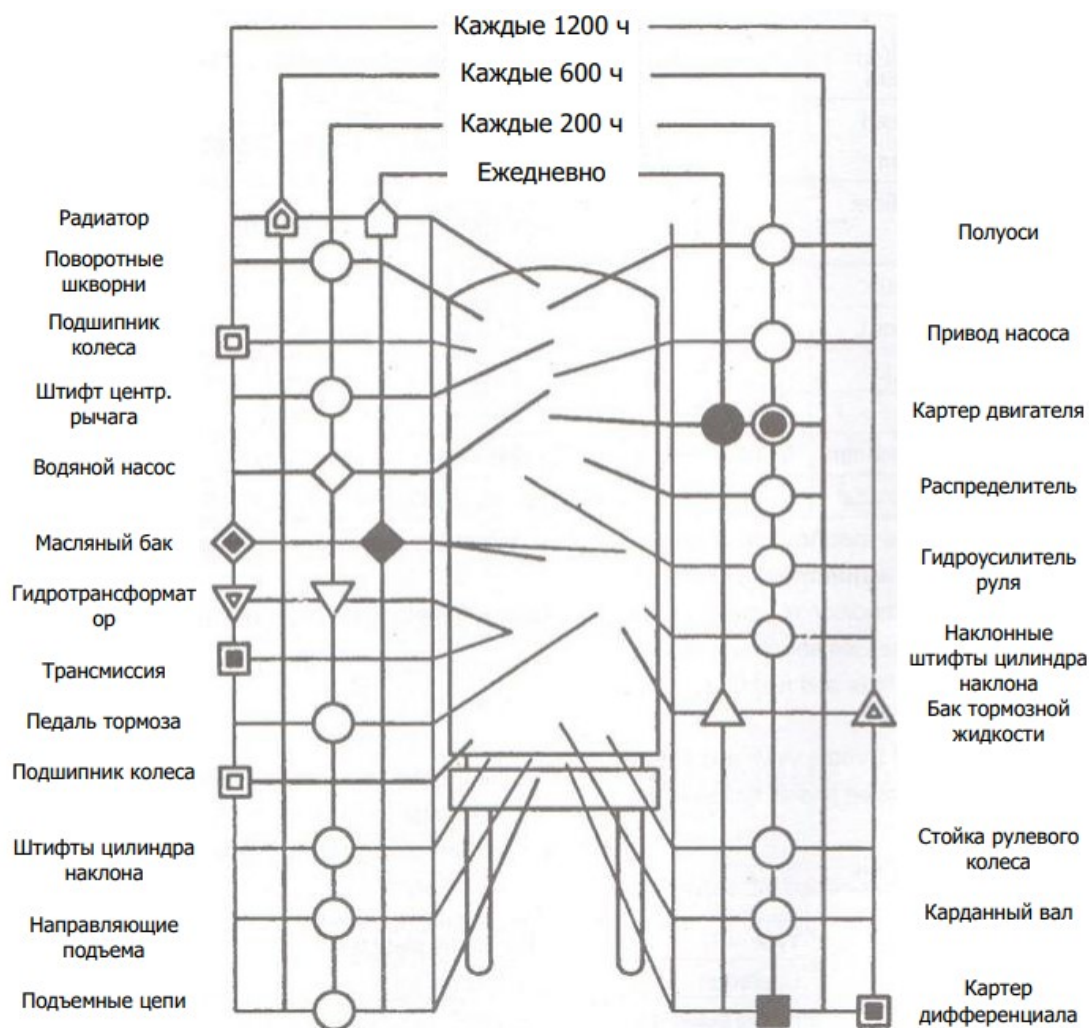 Каждые 1200 ч
Каждые 600 ч
Каждые 200 ч
Ежедневно
Радиатор
Поворотные
шкворни
Подшипник
колеса
Штифт центр.
рычага
Водяной насос
Масляный бак
Гидротрансформат
ор
Трансмиссия
Педаль тормоза
Подшипник колеса
Штифты цилиндра
наклона
Направляющие
подъема
Подъемные цепи
Полуоси
Привод насоса
Картер двигателя
Распределитель
Гидроусилитель
руля
Наклонные
штифты цилиндра
наклона
Бак тормозной
жидкости
Стойка рулевого
колеса
Карданный вал
Картер
дифференциала